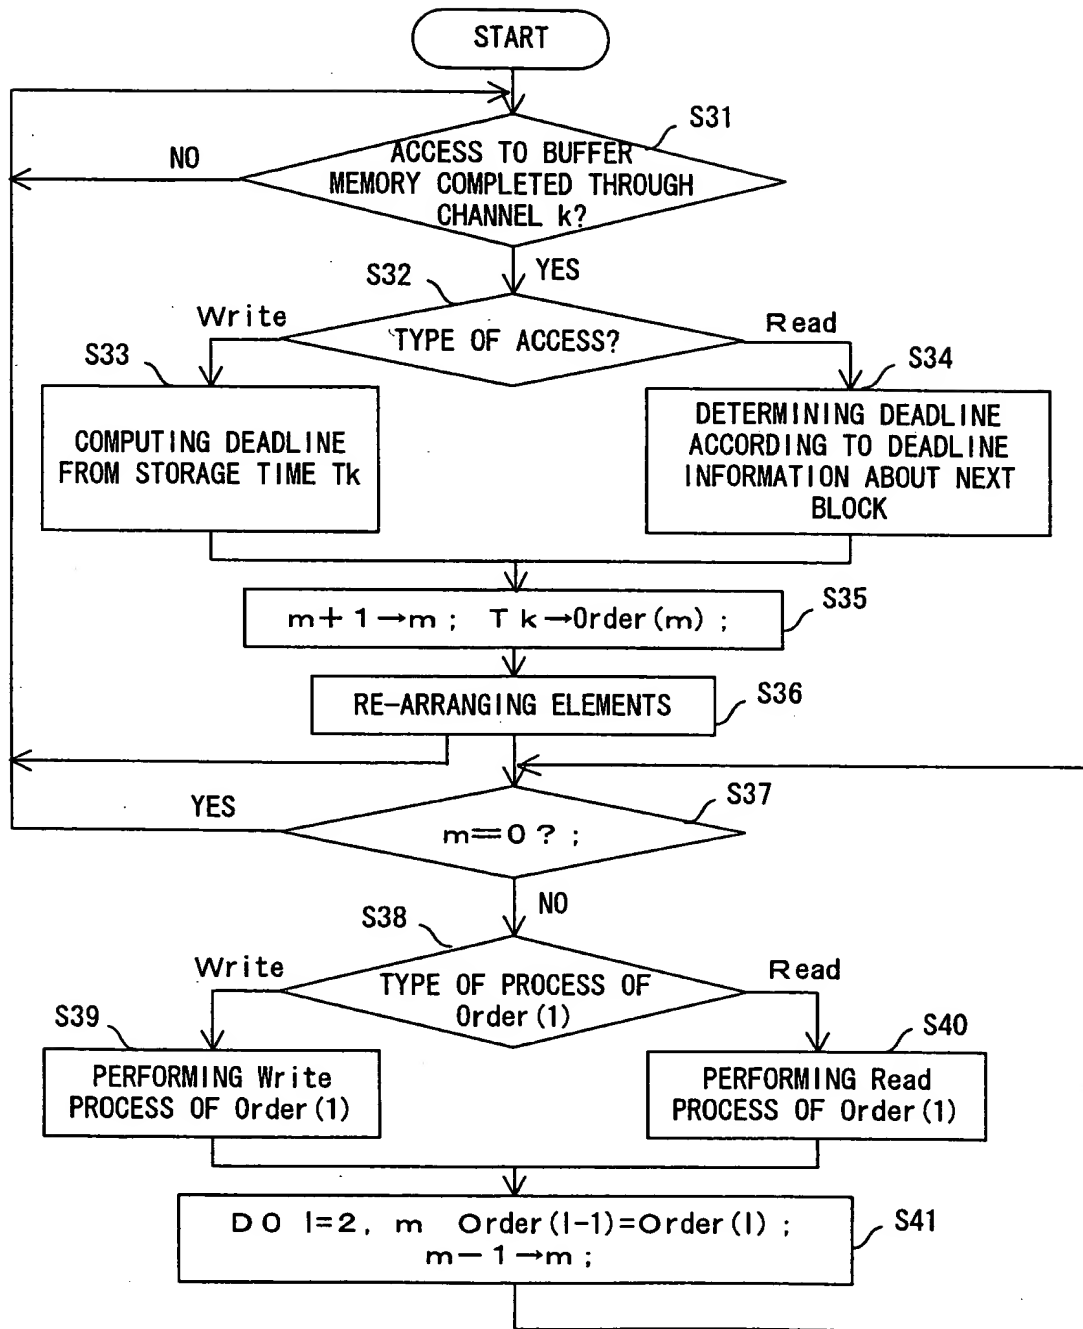 START
S31
ACCESS TO BUFFER
MEMORY COMPLETED THROUGH
CHANNEL k?
NO
YES
S32
Write
TYPE OF ACCESS?
Read
S33
S34
COMPUTING DEADLINE
FROM STORAGE TIME Tk
DETERMINING DEADLINE
ACCORDING TO DEADLINE
INFORMATION ABOUT NEXT
BLOCK
m+1→m; Tk→Order(m);
S35
RE-ARRANGING ELEMENTS
S36
YES
S37
m==0?;
NO
S38
Write
TYPE OF PROCESS OF
Order(1)
Read
S39
S40
PERFORMING Write
PROCESS OF Order(1)
PERFORMING Read
PROCESS OF Order(1)
DO l=2, m Order(l-1)=Order(l);
m-1→m;
S41